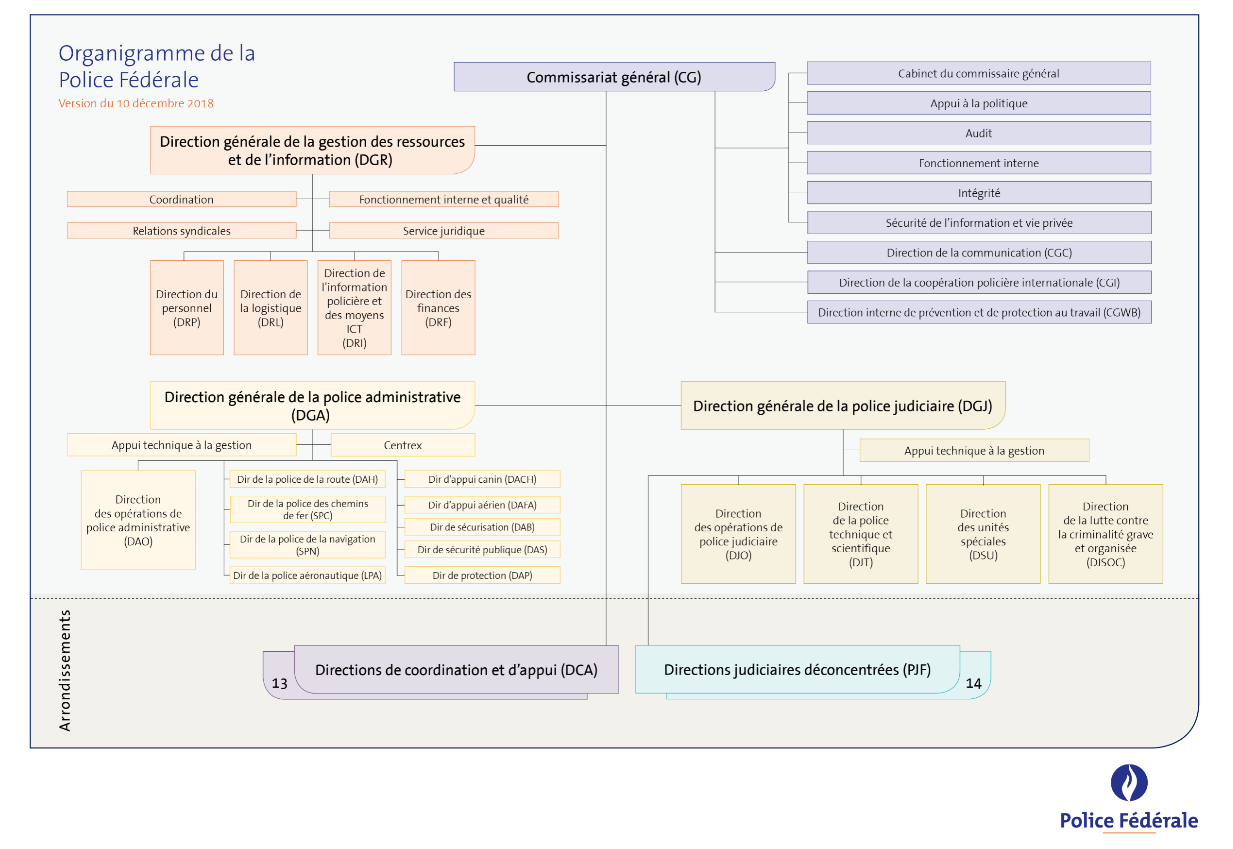 Organigramme de la
Police Fédérale
Version du 10 décembre 2018
Commissariat général (CG)
Cabinet du commissaire général
Appui à la politique
Audit
Fonctionnement interne
Intégrité
Sécurité de l'information et vie privée
Direction de la communication (CGC)
Direction de la coopération policière internationale (CGI)
Direction interne de prévention et de protection au travail (CGWB)
Direction générale de la gestion des ressources
et de l'information (DGR)
Coordination
Fonctionnement interne et qualité
Relations syndicales
Service juridique
Direction du
personnel
(DRP)
Direction de
la logistique
(DRL)
Direction de
l'information
policière et
des moyens
ICT
(DRI)
Direction des
finances
(DRF)
Direction générale de la police administrative
(DGA)
Appui technique à la gestion
Centrex
Direction
des opérations de
police administrative
(DAO)
Dir de la police de la route (DAH)
Dir de la police des chemins
de fer (SPC)
Dir de la police de la navigation
(SPN)
Dir de la police aéronautique (LPA)
Dir d'appui canin (DACH)
Dir d'appui aérien (DAFA)
Dir de sécurisation (DAB)
Dir de sécurité publique (DAS)
Dir de protection (DAP)
Direction générale de la police judiciaire (DGJ)
Appui technique à la gestion
Direction
des opérations de
police judiciaire
(DJO)
Direction
de la police
technique et
scientifique
(DJT)
Direction
des unités
spéciales
(DSU)
Direction
de la lutte contre
la criminalité grave
et organisée
(DJSOC)
Arrondissements
13
Directions de coordination et d'appui (DCA)
Directions judiciaires déconcentrées (PJF)
14
Police Fédérale